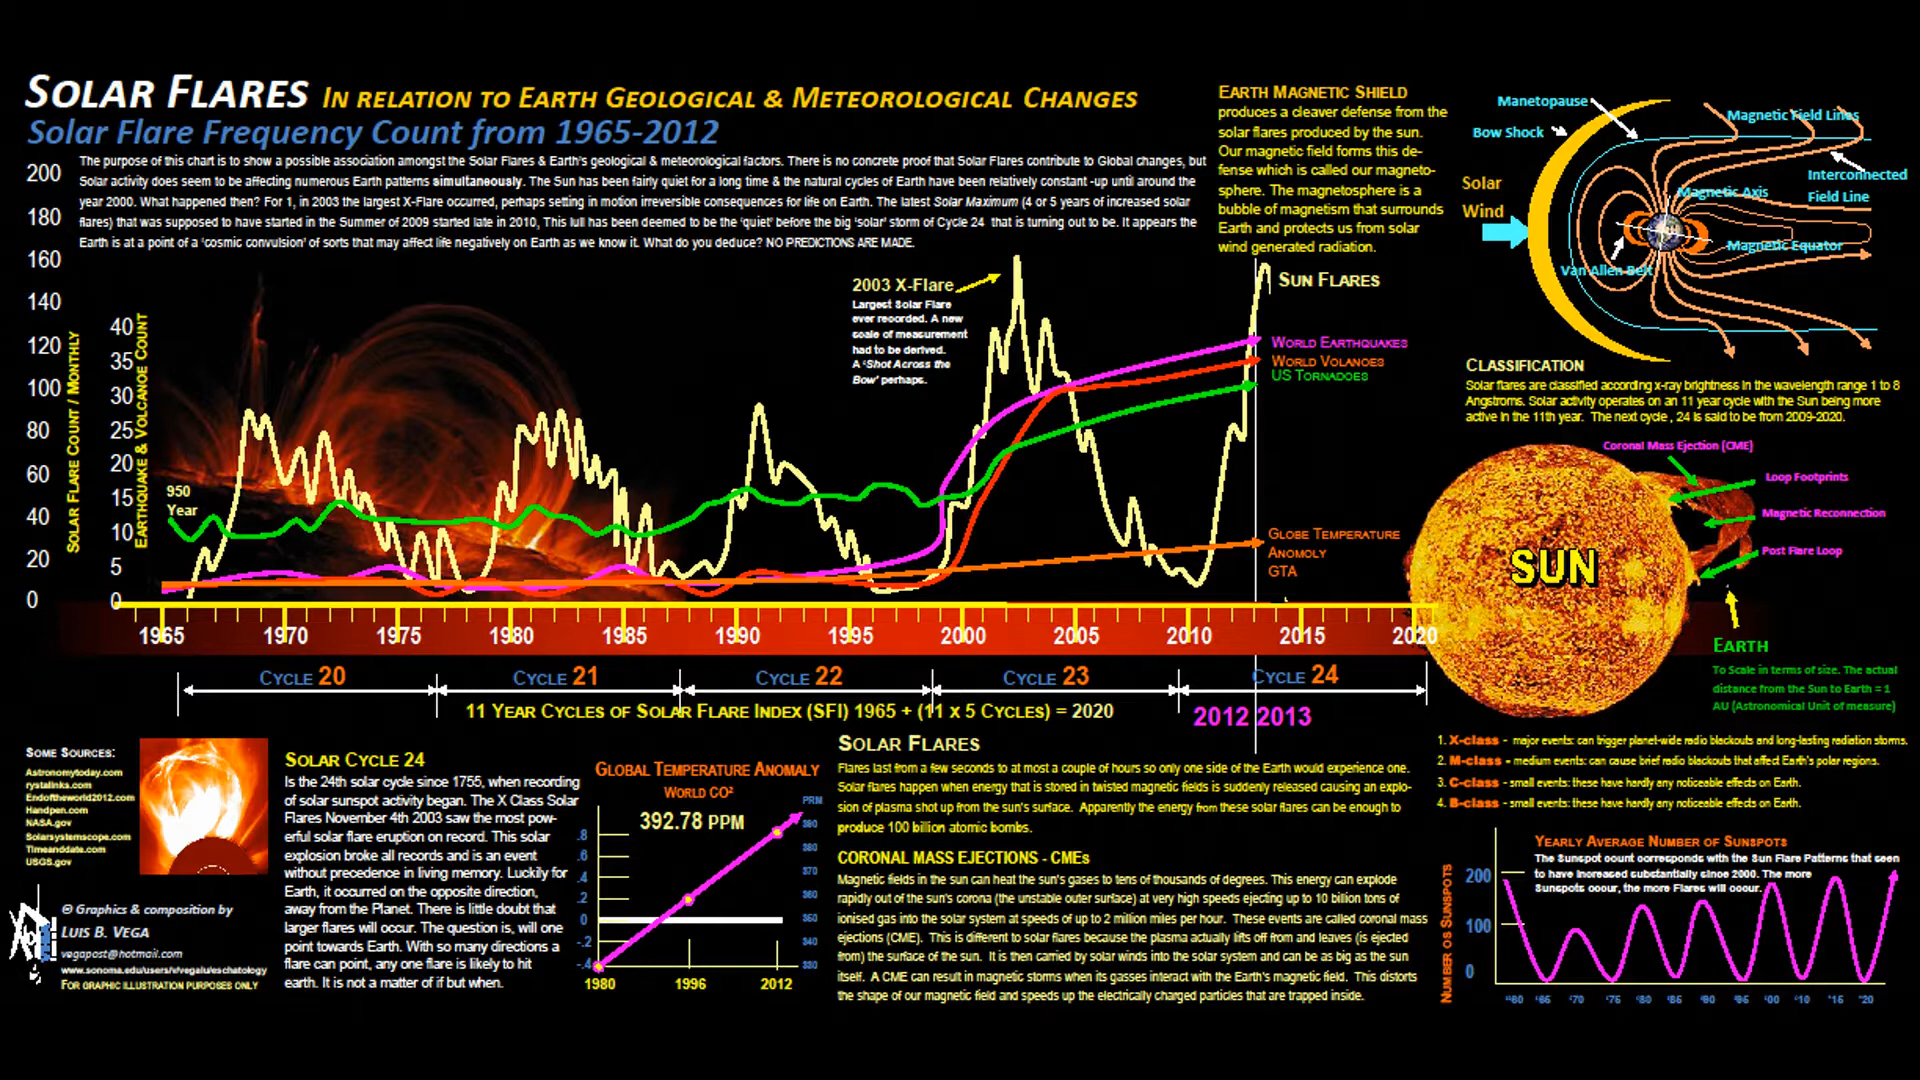 SOLAR FLARES IN RELATION TO EARTH GEOLOGICAL & METEOROLOGICAL CHANGES
Solar Flare Frequency Count from 1965-2012
The purpose of this chart is to show a possible association amongst the Solar Flares & Earth's geological & meteorological factors. There is no concrete proof that Solar Flares contribute to Global changes, but
Solar activity does seem to be affecting numerous Earth patterns simultaneously. The Sun has been fairly quiet for a long time & the natural cycles of Earth have been relatively constant -up until around the
year 2000. What happened then? For 1, in 2003 the largest X-Flare occurred, perhaps setting in motion irreversible consequences for life on Earth. The latest Solar Maximum (4 or 5 years of increased solar
flares) that was supposed to have started in the Summer of 2009 started late in 2010, This lull has been deemed to be the 'quiet' before the big 'solar' storm of Cycle 24 that is turning out to be. It appears the
Earth is at a point of a 'cosmic convulsion' of sorts that may affect life negatively on Earth as we know it. What do you deduce? NO PREDICTIONS ARE MADE.
200
180
160
140
120
100
80
60
40
20
0
SOLAR FLARE COUNT / MONTHLY
40
35
30
25
20
15
10
5
0
EARTHQUAKE & VOLCANOE COUNT
950
Year
2003 X-Flare
Largest Solar Flare
ever recorded. A new
scale of measurement
had to be derived.
A 'Shot Across the
Bow' perhaps.
SUN FLARES
WORLD EARTHQUAKES
WORLD VOLANOES
US TORNADOES
GLOBE TEMPERATURE
ANOMOLY
GTA
1965 1970 1975 1980 1985 1990 1995 2000 2005 2010 2015 2020
CYCLE 20 CYCLE 21 CYCLE 22 CYCLE 23 CYCLE 24
11 YEAR CYCLES OF SOLAR FLARE INDEX (SFI) 1965 + (11 x 5 CYCLES) = 2020
2012 2013
EARTH MAGNETIC SHIELD
produces a cleaver defense from the
solar flares produced by the sun.
Our magnetic field forms this de-
fense which is called our magneto-
sphere. The magnetosphere is a
bubble of magnetism that surrounds
Earth and protects us from solar
wind generated radiation.
Manetopause
Bow Shock
Solar
Wind
Magnetic Field Lines
Interconnected
Field Line
Magnetic Axis
Magnetic Equator
Van Allen Belt
CLASSIFICATION
Solar flares are classified according x-ray brightness in the wavelength range 1 to 8
Angstroms. Solar activity operates on an 11 year cycle with the Sun being more
active in the 11th year. The next cycle , 24 is said to be from 2009-2020.
Coronal Mass Ejection (CME)
Loop Footprints
Magnetic Reconnection
Post Flare Loop
SUN
EARTH
To Scale in terms of size. The actual
distance from the Sun to Earth = 1
AU (Astronomical Unit of measure)
SOME SOURCES:
Astronomytoday.com
rystalinks.com
Endoftheworld2012.com
Handpen.com
NASA.gov
Solarsystemscope.com
Timeanddate.com
USGS.gov
© Graphics & composition by
LUIS B. VEGA
vegapost@hotmail.com
www.sonoma.edu/users/v/vegalu/eschatology
FOR GRAPHIC ILLUSTRATION PURPOSES ONLY
SOLAR CYCLE 24
Is the 24th solar cycle since 1755, when recording
of solar sunspot activity began. The X Class Solar
Flares November 4th 2003 saw the most pow-
erful solar flare eruption on record. This solar
explosion broke all records and is an event
without precedence in living memory. Luckily for
Earth, it occurred on the opposite direction,
away from the Planet. There is little doubt that
larger flares will occur. The question is, will one
point towards Earth. With so many directions a
flare can point, any one flare is likely to hit
earth. It is not a matter of if but when.
GLOBAL TEMPERATURE ANOMALY
WORLD CO²
392.78 PPM
PRM
.8
.6
.4
.2
0
-.2
-.4
390
380
370
360
350
340
330
1980 1996 2012
SOLAR FLARES
Flares last from a few seconds to at most a couple of hours so only one side of the Earth would experience one.
Solar flares happen when energy that is stored in twisted magnetic fields is suddenly released causing an explo-
sion of plasma shot up from the sun's surface. Apparently the energy from these solar flares can be enough to
produce 100 billion atomic bombs.
CORONAL MASS EJECTIONS - CMEs
Magnetic fields in the sun can heat the sun's gases to tens of thousands of degrees. This energy can explode
rapidly out of the sun's corona (the unstable outer surface) at very high speeds ejecting up to 10 billion tons of
ionised gas into the solar system at speeds of up to 2 million miles per hour. These events are called coronal mass
ejections (CME). This is different to solar flares because the plasma actually lifts off from and leaves (is ejected
from) the surface of the sun. It is then carried by solar winds into the solar system and can be as big as the sun
itself. A CME can result in magnetic storms when its gasses interact with the Earth's magnetic field. This distorts
the shape of our magnetic field and speeds up the electrically charged particles that are trapped inside.
1. X-class - major events: can trigger planet-wide radio blackouts and long-lasting radiation storms.
2. M-class - medium events: can cause brief radio blackouts that affect Earth's polar regions.
3. C-class - small events: these have hardly any noticeable effects on Earth.
4. B-class - small events: these have hardly any noticeable effects on Earth.
YEARLY AVERAGE NUMBER OF SUNSPOTS
The Sunspot count corresponds with the Sun Flare Patterns that seen
to have increased substantially since 2000. The more
Sunspots occur, the more Flares will occur.
NUMBER OS SUNSPOTS
200
100
0
'60 '65 '70 '75 '80 '85 '90 '95 '00 '10 '15 '20